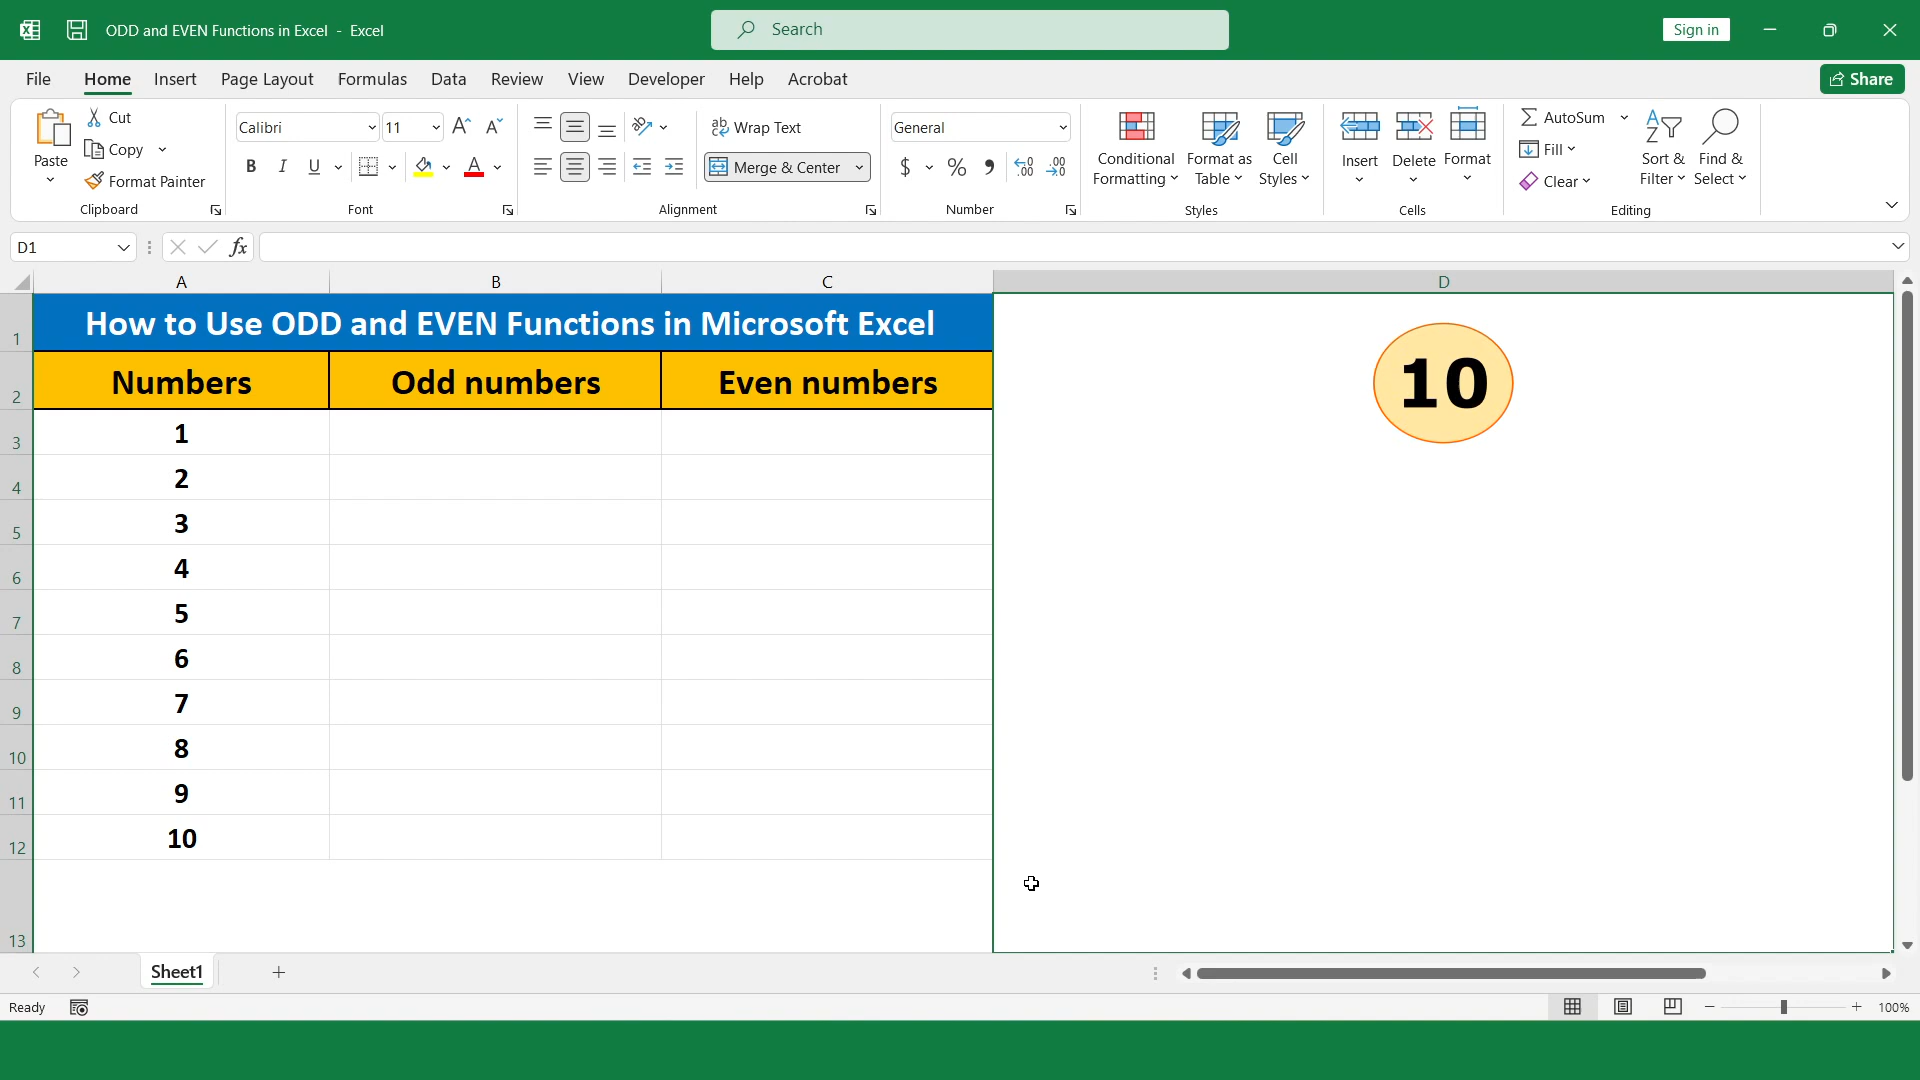 ODD and EVEN Functions in Excel - Excel
Search
Sign in
File Home Insert Page Layout Formulas Data Review View Developer Help Acrobat
Share
Paste
Cut
Copy
Format Painter
Clipboard
Calibri 11
B I U
Font
Wrap Text
Merge & Center
Alignment
General
$ %
Number
Conditional Formatting
Format as Table
Cell Styles
Styles
Insert Delete Format
Cells
AutoSum
Fill
Clear
Sort & Filter
Find & Select
Editing
D1
fx
A B C D
1 How to Use ODD and EVEN Functions in Microsoft Excel
10
2 Numbers Odd numbers Even numbers
3 1
4 2
5 3
6 4
7 5
8 6
9 7
10 8
11 9
12 10
13
Sheet1
Ready
100%